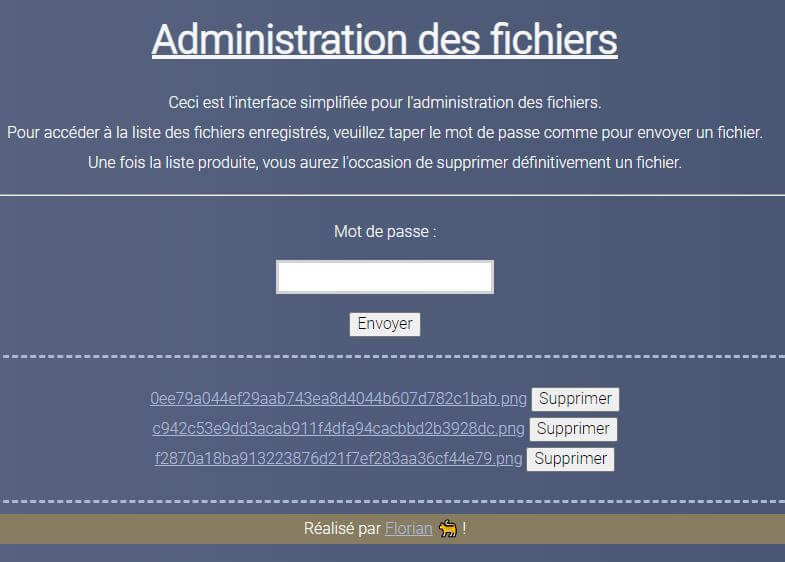 Administration des fichiers
Ceci est l'interface simplifiée pour l'administration des fichiers.
Pour accéder à la liste des fichiers enregistrés, veuillez taper le mot de passe comme pour envoyer un fichier.
Une fois la liste produite, vous aurez l'occasion de supprimer définitivement un fichier.
Mot de passe :
Envoyer
0ee79a044ef29aab743ea8d4044b607d782c1bab.png Supprimer
c942c53e9dd3acab911f4dfa94cacbbd2b3928dc.png Supprimer
f2870a18ba913223876d21f7ef283aa36cf44e79.png Supprimer
Réalisé par Florian 🐆 !